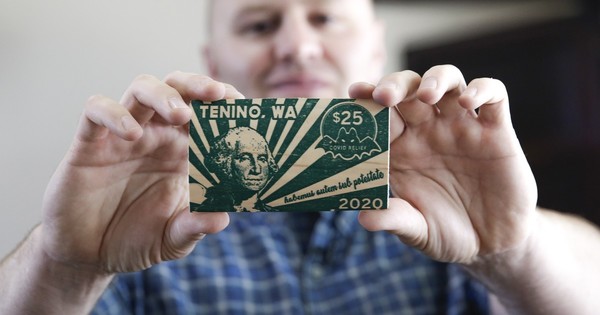 TENINO, WA
$25
COVID RELIEF
habemus autem sub potestate
2020